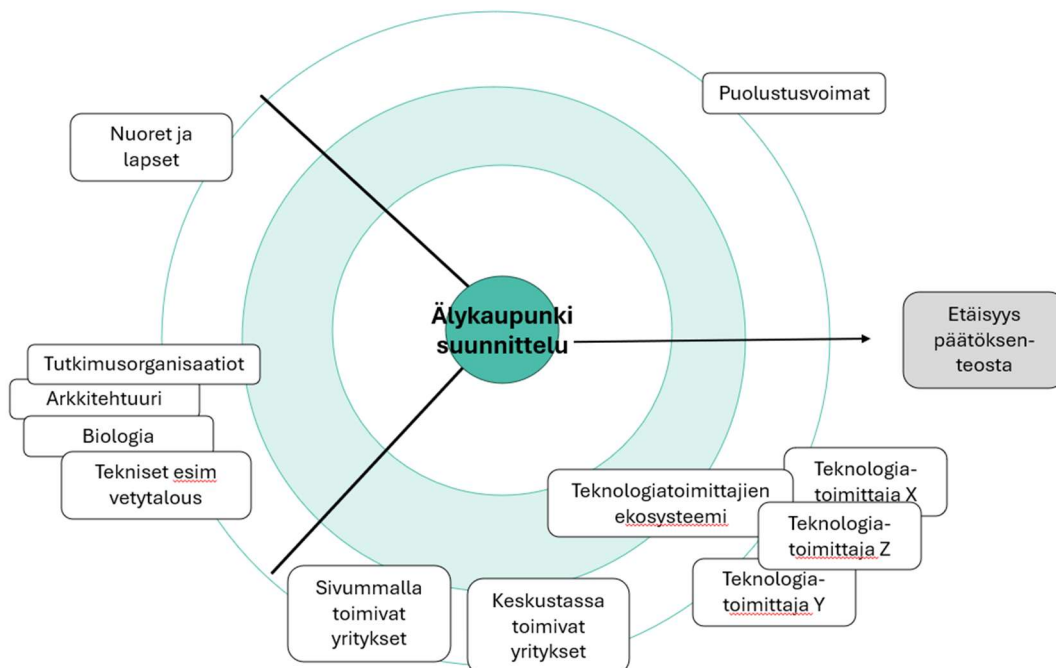 Puolustusvoimat
Nuoret ja
lapset
Älykaupunki
suunnittelu
Etäisyys
päätöksen-
teosta
Tutkimusorganisaatiot
Arkkitehtuuri
Biologia
Tekniset esim
vetytalous
Teknologiatoimittajien
ekosysteemi
Teknologia-
toimittaja X
Teknologia-
toimittaja Z
Teknologia-
toimittaja Y
Sivummalla
toimivat
yritykset
Keskustassa
toimivat
yritykset